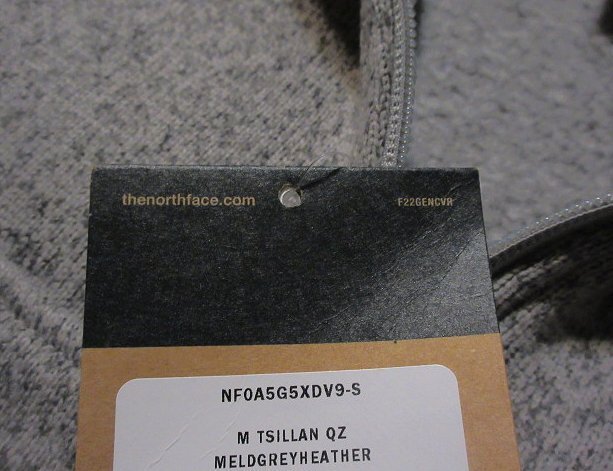 thenorthface.com F22GENCVR
NF0A5G5XDV9-S
M TSILLAN QZ
MELDGREYHEATHER